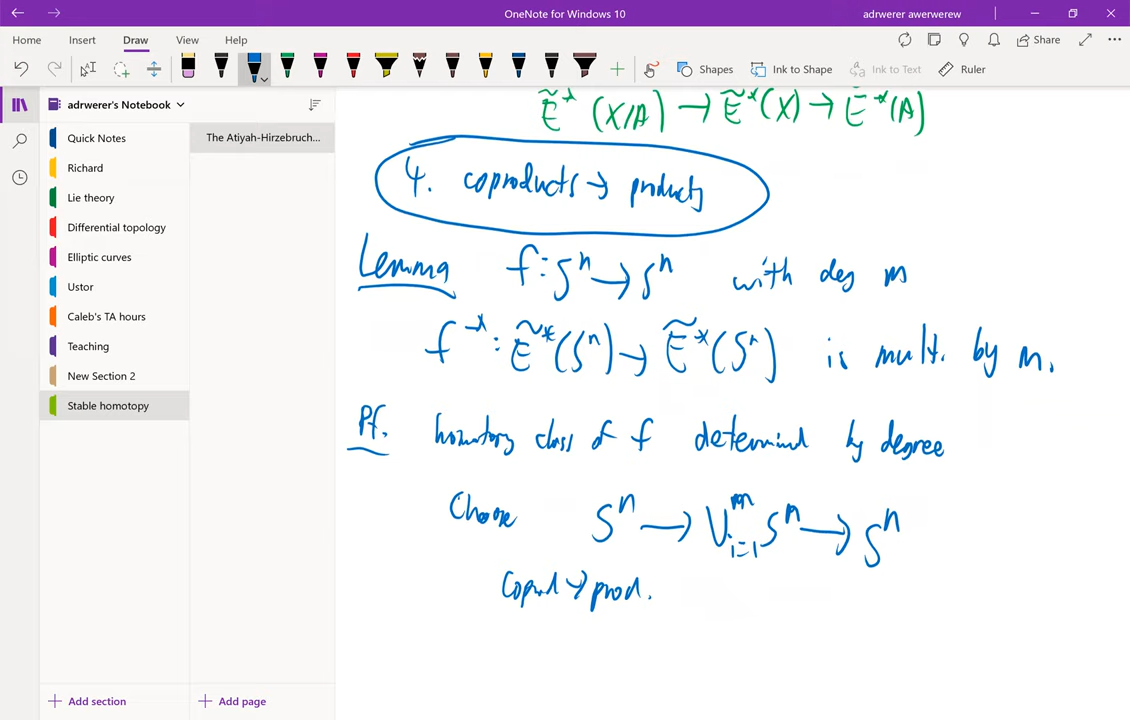 OneNote for Windows 10
adrwerer awerwerew
Home Insert Draw View Help
Share
Shapes Ink to Shape Ink to Text Ruler
adrwerer's Notebook
Quick Notes
Richard
Lie theory
Differential topology
Elliptic curves
Ustor
Caleb's TA hours
Teaching
New Section 2
Stable homotopy
Add section
The Atiyah-Hirzebruch...
Add page
Ẽ*(X/A) → Ẽ*(X) → Ẽ*(A)
4. coproducts → products
Lemma f: Sⁿ → Sⁿ with deg m
f*: Ẽ*(Sⁿ) → Ẽ*(Sⁿ) is mult. by m.
Pf. homotopy class of f determind by degree
Choose Sⁿ → ⋁ᵢ₌₁ᵐ Sⁿ → Sⁿ
Coprod → prod.